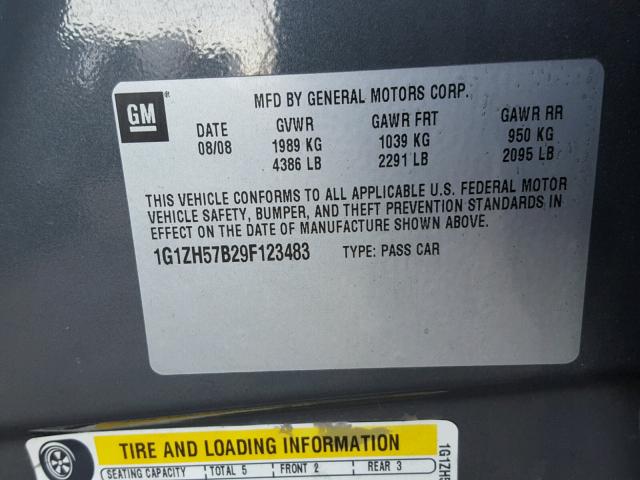 MFD BY GENERAL MOTORS CORP.
GM®
DATE GVWR GAWR FRT GAWR RR
08/08 1989 KG 1039 KG 950 KG
4386 LB 2291 LB 2095 LB
THIS VEHICLE CONFORMS TO ALL APPLICABLE U.S. FEDERAL MOTOR
VEHICLE SAFETY, BUMPER, AND THEFT PREVENTION STANDARDS IN
EFFECT ON THE DATE OF MANUFACTURE SHOWN ABOVE.
1G1ZH57B29F123483 TYPE: PASS CAR
TIRE AND LOADING INFORMATION
SEATING CAPACITY TOTAL 5 FRONT 2 REAR 3
1G1ZH5